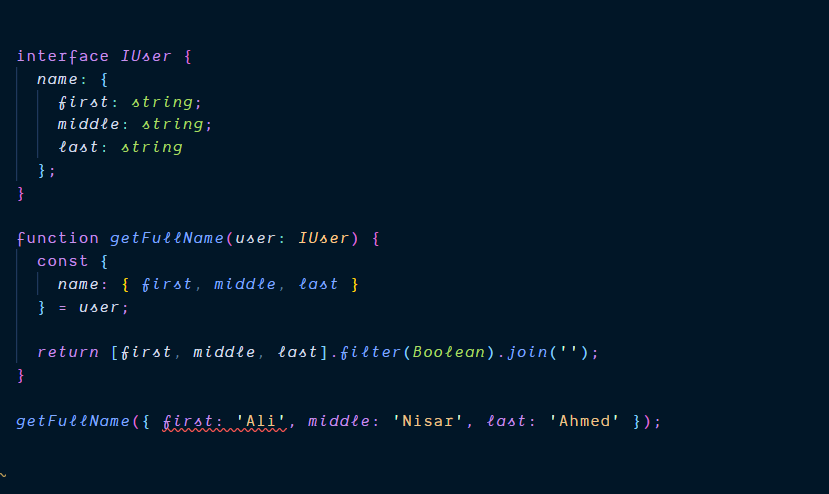 interface IUser {
name: {
first: string;
middle: string;
last: string
};
}
function getFullName(user: IUser) {
const {
name: { first, middle, last }
} = user;
return [first, middle, last].filter(Boolean).join('');
}
getFullName({ first: 'Ali', middle: 'Nisar', last: 'Ahmed' });
~